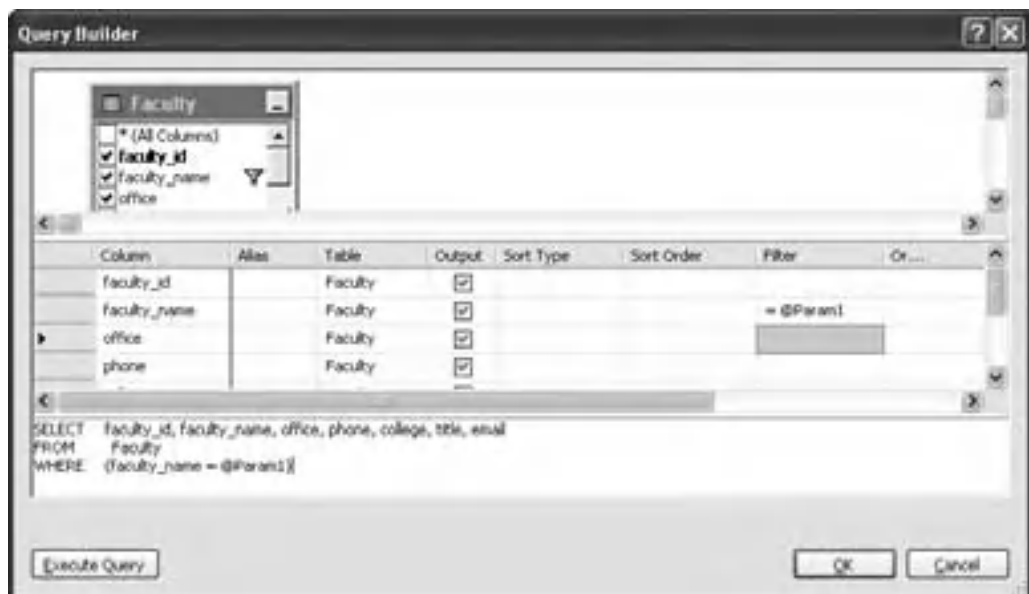 Query Builder
Faculty
* (All Columns)
faculty_id
faculty_name
office
Column Alias Table Output Sort Type Sort Order Filter Or....
faculty_id Faculty
faculty_name Faculty = @Param1
office Faculty
phone Faculty
SELECT faculty_id, faculty_name, office, phone, college, title, email
FROM Faculty
WHERE (faculty_name = @Param1)
Execute Query OK Cancel